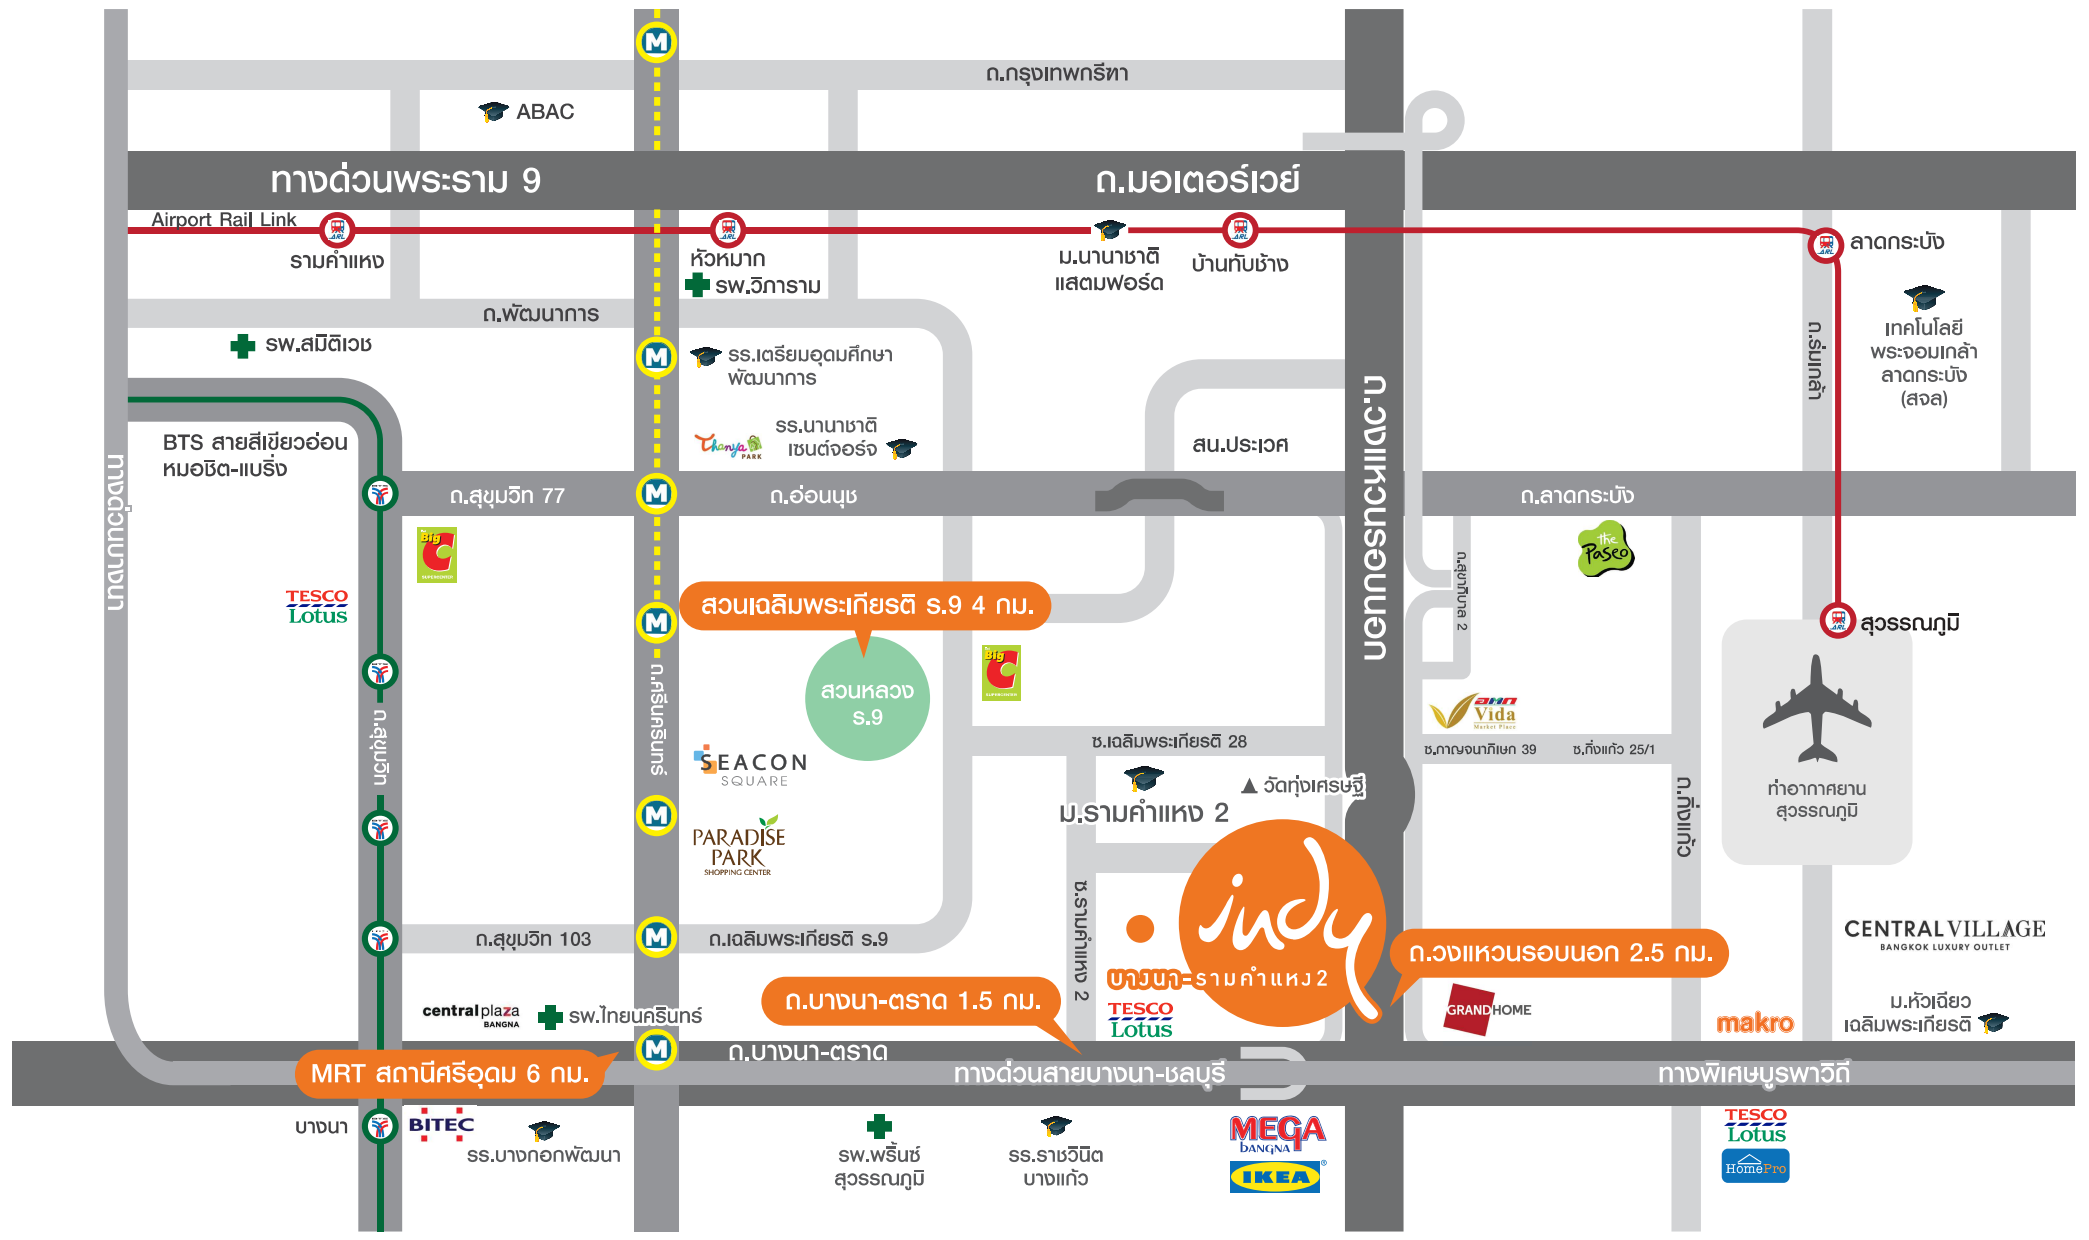 ถ.กรุงเทพกรีฑา
ABAC
ทางด่วนพระราม 9
ถ.มอเตอร์เวย์
Airport Rail Link
รามคำแหง
หัวหมาก
รพ.วิภาราม
ม.นานาชาติ
แสตมฟอร์ด
บ้านทับช้าง
ลาดกระบัง
ถ.พัฒนาการ
รพ.สมิติเวช
รร.เตรียมอุดมศึกษา
พัฒนาการ
ถ.ร่มเกล้า
เทคโนโลยี
พระจอมเกล้า
ลาดกระบัง
(สจล)
BTS สายสีเขียวอ่อน
หมอชิต-แบริ่ง
Thanya
PARK
รร.นานาชาติ
เซนต์จอร์จ
สน.ประเวศ
ถ.วงแหวนรอบนอก
ทางด่วนกาญจนา
ถ.สุขุมวิท 77
ถ.อ่อนนุช
ถ.ลาดกระบัง
Big
C
SUPERCENTER
the
Paseo
ถ.สุขาภิบาล 2
TESCO
Lotus
สวนเฉลิมพระเกียรติ ร.9 4 กม.
สุวรรณภูมิ
สวนหลวง
ร.9
Big
C
SUPERCENTER
ถ.ศรีนครินทร์
ถ.สุขุมวิท
Vida
Market Place
SEACON
SQUARE
ซ.เฉลิมพระเกียรติ 28
ซ.กาญจนาภิเษก 39
ซ.กิ่งแก้ว 25/1
ถ.กิ่งแก้ว
ท่าอากาศยาน
สุวรรณภูมิ
วัดทุ่งเศรษฐี
ม.รามคำแหง 2
PARADISE
PARK
SHOPPING CENTER
indy
บางนา-รามคำแหง2
ซ.รามคำแหง 2
CENTRAL VILLAGE
BANGKOK LUXURY OUTLET
ถ.สุขุมวิท 103
ถ.เฉลิมพระเกียรติ ร.9
ถ.วงแหวนรอบนอก 2.5 กม.
ถ.บางนา-ตราด 1.5 กม.
TESCO
Lotus
GRANDHOME
makro
ม.หัวเฉียว
เฉลิมพระเกียรติ
centralplaza
BANGNA
รพ.ไทยนครินทร์
ถ.บางนา-ตราด
MRT สถานีศรีอุดม 6 กม.
ทางด่วนสายบางนา-ชลบุรี
ทางพิเศษบูรพาวิถี
บางนา
BITEC
รร.บางกอกพัฒนา
รพ.พริ้นซ์
สุวรรณภูมิ
รร.ราชวินิต
บางแก้ว
MEGA
bANGNA
IKEA
TESCO
Lotus
HomePro